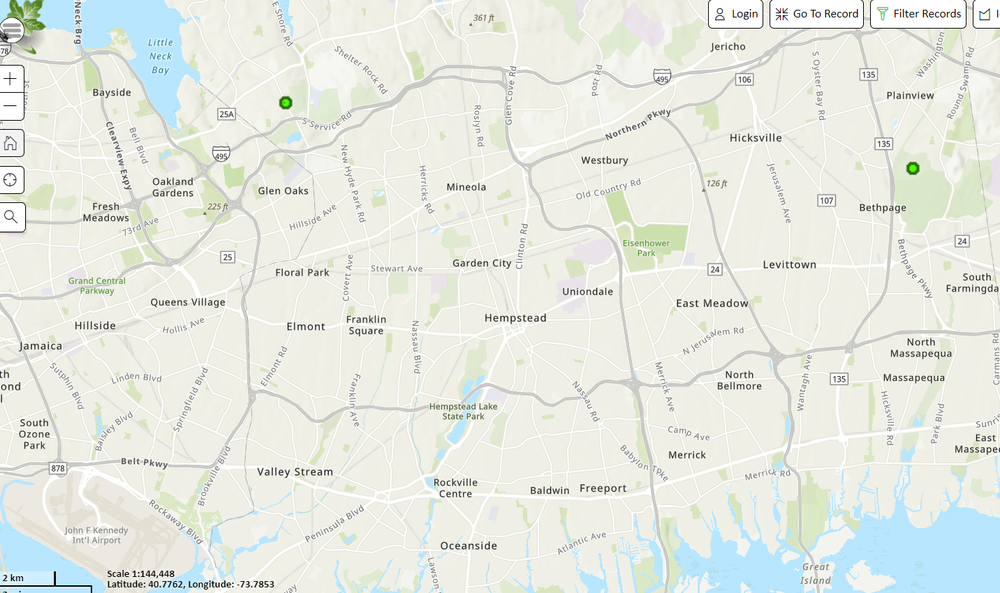 Login
Go To Record
Filter Records
Neck Brg
E Shore Rd
361 ft
Little
Neck
Bay
Shelter Rock Rd
Jericho
Washington
Round Swamp Rd
S Oyster Bay Rd
Post Rd
Glen Cove Rd
495
106
135
Plainview
Bayside
25A
S Service Rd
Roslyn Rd
Northern Pkwy
Hicksville
Clearview Expy
Bell Blvd
495
New Hyde Park Rd
Herricks Rd
Westbury
135
Jerusalem Ave
Oakland
Gardens
Glen Oaks
Mineola
Old Country Rd
126 ft
107
Bethpage
Fresh
Meadows
225 ft
73rd Ave
Hillside Ave
Clinton Rd
Eisenhower
Park
24
Bethpage Pkwy
25
Floral Park
Covert Ave
Stewart Ave
Garden City
24
Levittown
South
Farmingda
Grand Central
Parkway
Uniondale
Queens Village
East Meadow
Hillside
Hollis Ave
Elmont
Franklin
Square
Hempstead
Nassau Blvd
N Jerusalem Rd
Jamaica
North
Massapequa
Carmans Rd
th
ond
l
Sutphin Blvd
Linden Blvd
Springfield Blvd
Elmont Rd
Franklin Ave
Nassau Rd
Merrick Ave
North
Bellmore
Wantagh Ave
135
Massapequa
Hempstead Lake
State Park
Hicksville Rd
Park Blvd
Sunris
South
Ozone
Park
Baisley Blvd
Camp Ave
East
Massape
878
Belt Pkwy
Brookville Blvd
Valley Stream
Babylon Tpke
Merrick
Merrick Rd
Rockville
Centre
Baldwin
Freeport
Rockaway Blvd
Peninsula Blvd
John F Kennedy
Int'l Airport
Oceanside
Atlantic Ave
Lawson
Great
Island
Scale 1:144,448
2 km
Latitude: 40.7762, Longitude: -73.7853